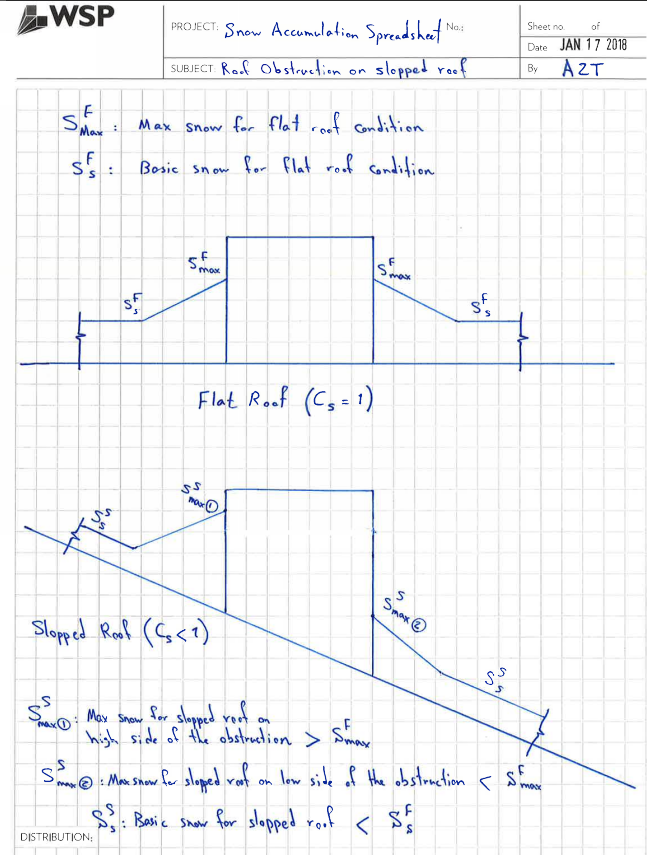 WSP
PROJECT: Snow Accumulation Spreadsheet No.:
Sheet no. of
Date JAN 17 2018
SUBJECT: Roof Obstruction on slopped roof
By A2T
S^F_Max : Max snow for flat roof condition
S^F_s : Basic snow for flat roof condition
S^F_max S^F_max
S^F_s S^F_s
Flat Roof (C_s = 1)
S^S_max①
S^S_s
S^S_max②
Slopped Roof (C_s < 1)
S^S_s
S^S_max① : Max snow for slopped roof on
high side of the obstruction > S^F_max
S^S_max② : Max snow for sloped roof on low side of the obstruction < S^F_max
S^S_s : Basic snow for slopped roof < S^F_s
DISTRIBUTION: